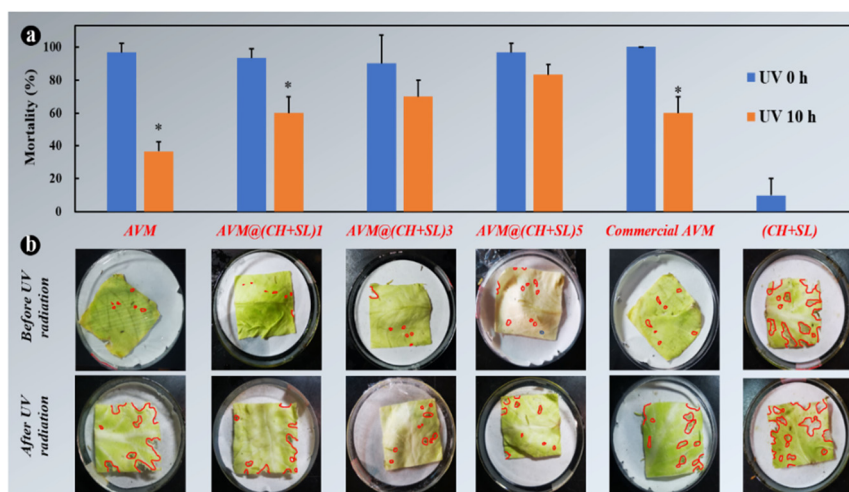 a
100
80
60
40
20
0
Mortality (%)
UV 0 h
UV 10 h
*
*
*
AVM
AVM@(CH+SL)1
AVM@(CH+SL)3
AVM@(CH+SL)5
Commercial AVM
(CH+SL)
b
Before UV
radiation
After UV
radiation